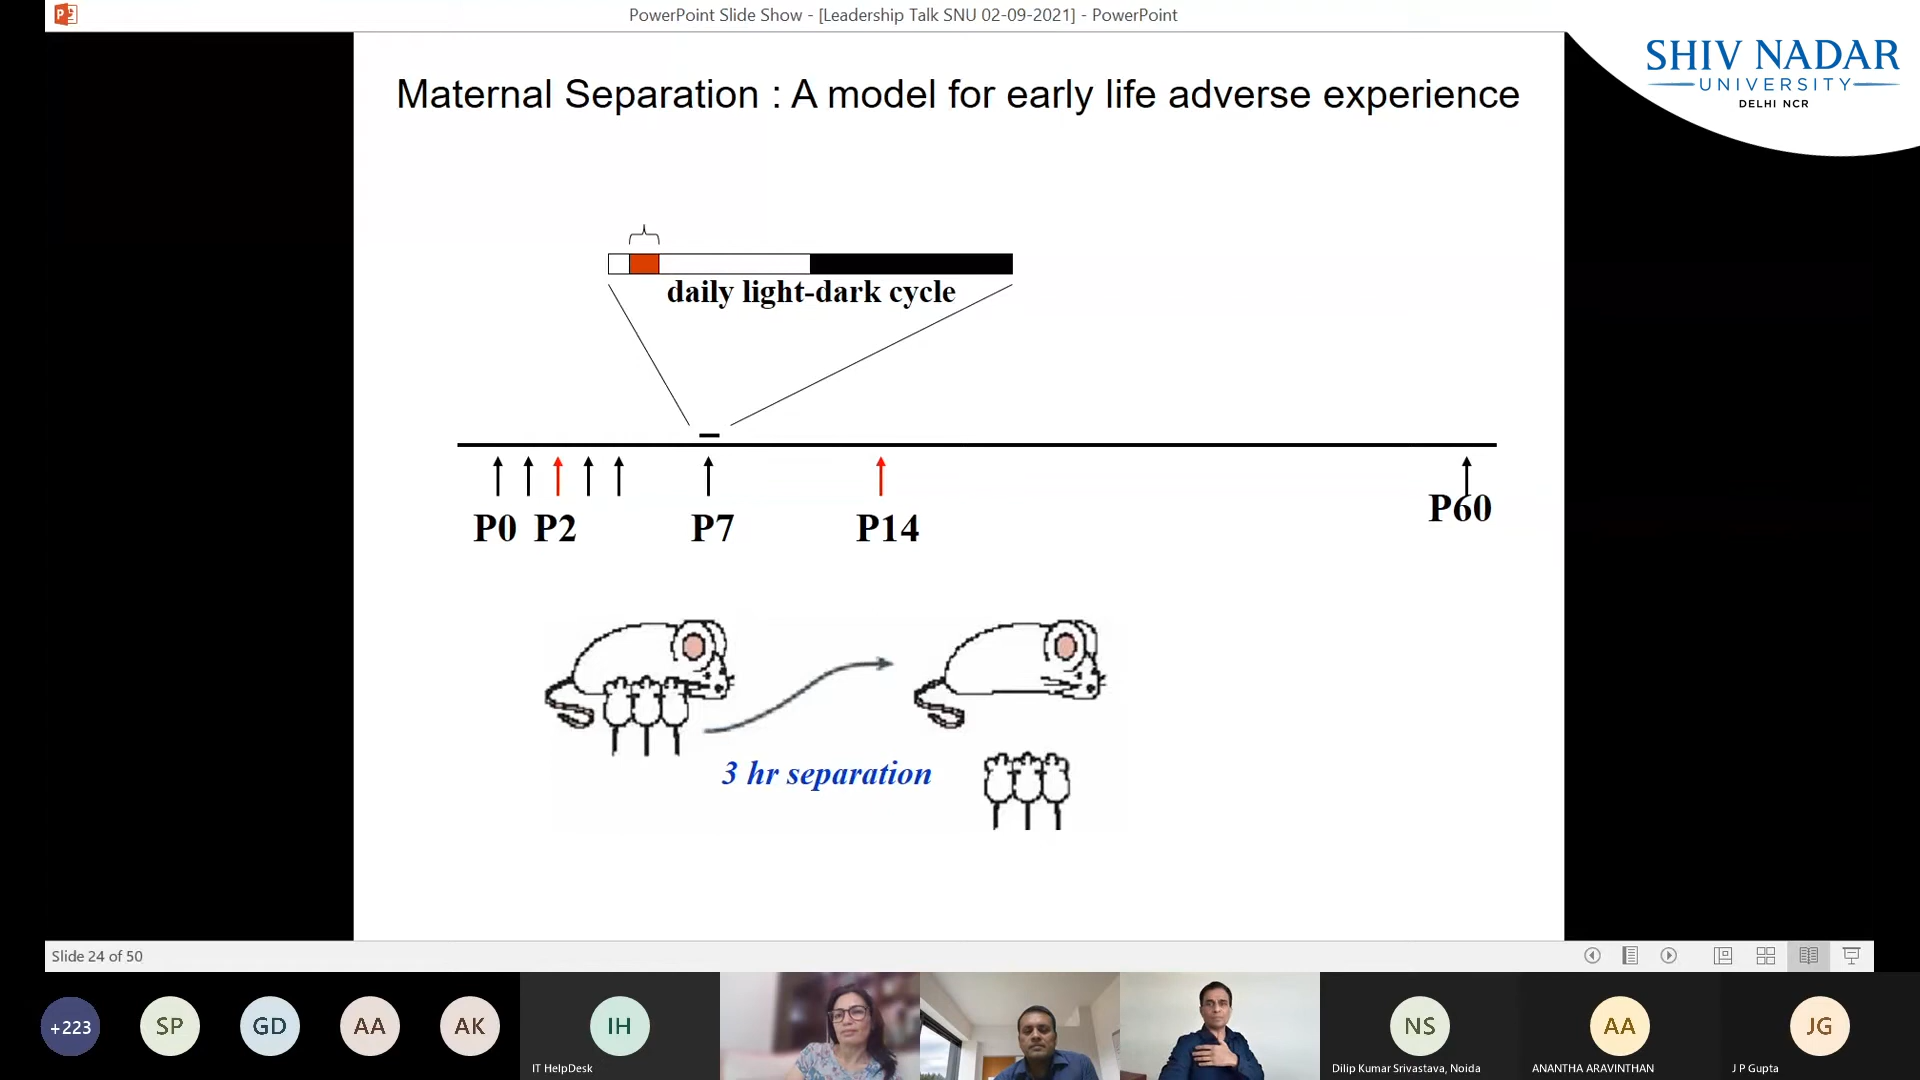 PowerPoint Slide Show - [Leadership Talk SNU 02-09-2021] - PowerPoint
SHIV NADAR
UNIVERSITY
DELHI NCR
Maternal Separation : A model for early life adverse experience
daily light-dark cycle
P0 P2 P7 P14 P60
3 hr separation
Slide 24 of 50
+223 SP GD AA AK IH NS AA JG
IT HelpDesk Dilip Kumar Srivastava, Noida ANANTHA ARAVINTHAN J P Gupta